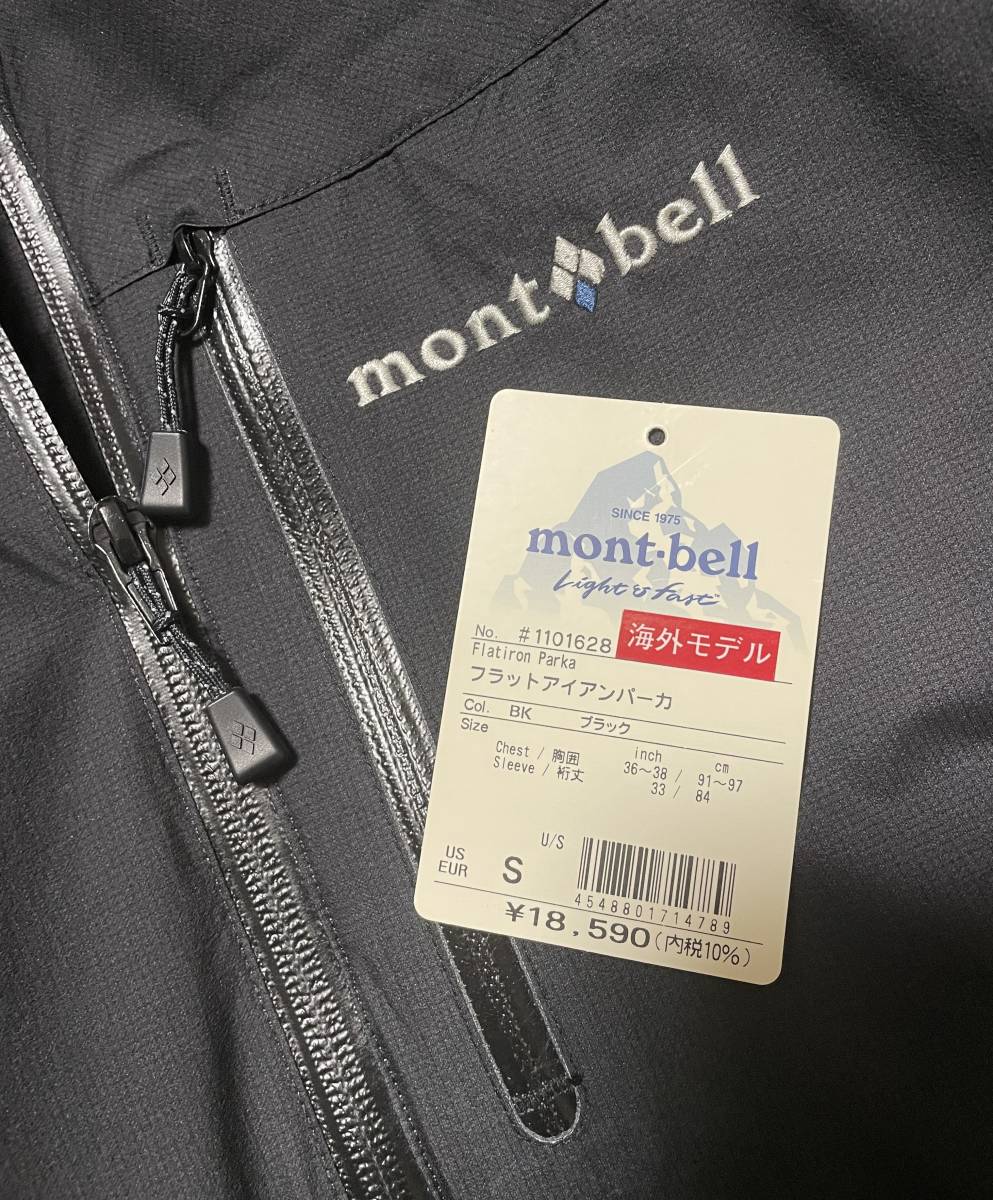 mont bell
SINCE 1975
mont-bell
Light & Fast™
No. #1101628 海外モデル
Flatiron Parka
フラットアイアンパーカ
Col. BK ブラック
Size
inch cm
Chest / 胸囲 36~38 / 91~97
Sleeve / 裄丈 33 / 84
U/S
US
EUR S
4548801714789
¥18,590(内税10%)